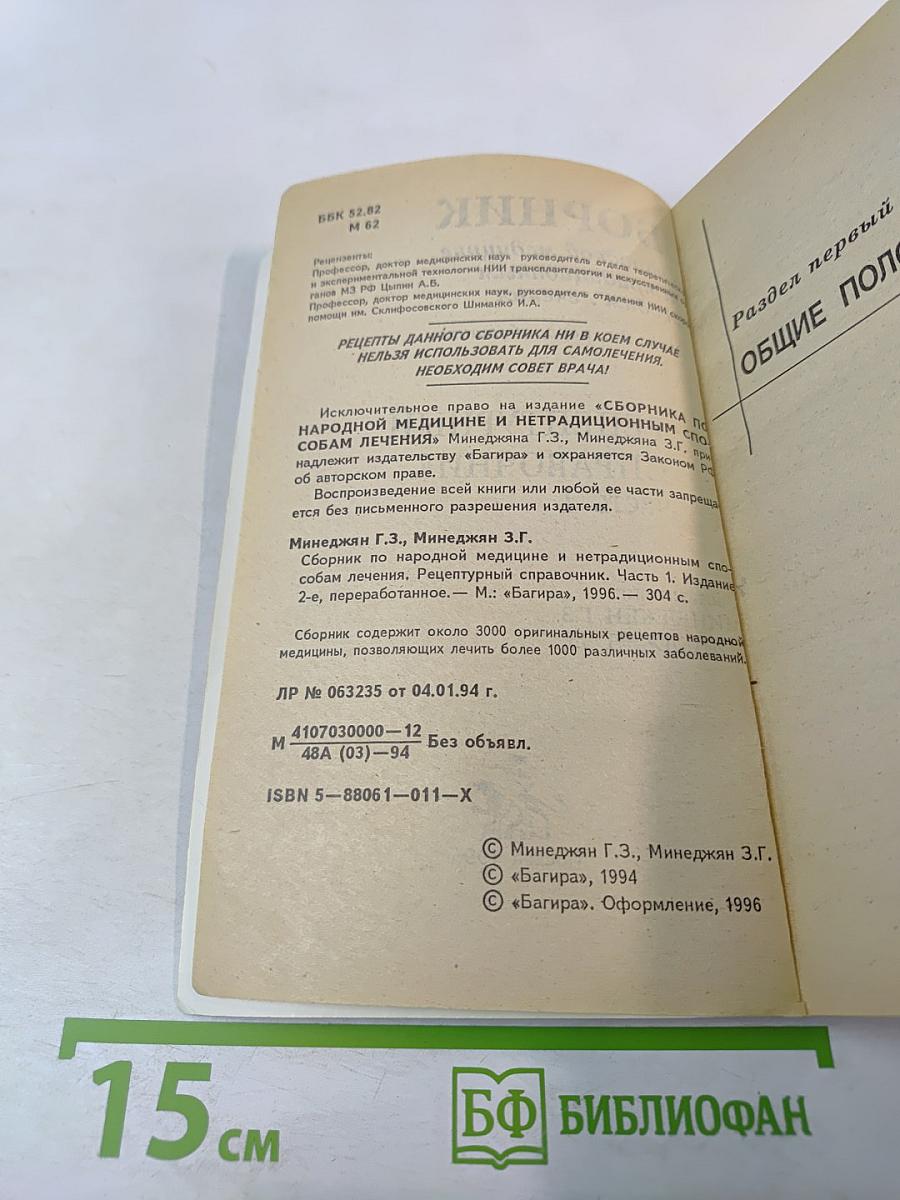 ББК 52.82
М 62
Рецензенты:
Профессор, доктор медицинских наук руководитель отдела
и экспериментальной технологии НИИ трансплантологии и
ганов МЗ РФ Цыпин А.Б.
Профессор, доктор медицинских наук, руководитель отделения НИИ
помощи им. Склифосовского Шиманко И.А.
РЕЦЕПТЫ ДАННОГО СБОРНИКА НИ В КОЕМ СЛУЧАЕ
НЕЛЬЗЯ ИСПОЛЬЗОВАТЬ ДЛЯ САМОЛЕЧЕНИЯ.
НЕОБХОДИМ СОВЕТ ВРАЧА!
Исключительное право на издание «СБОРНИКА ПО
НАРОДНОЙ МЕДИЦИНЕ И НЕТРАДИЦИОННЫМ СПО-
СОБАМ ЛЕЧЕНИЯ» Минеджяна Г.З., Минеджяна З.Г. при-
надлежит издательству «Багира» и охраняется Законом РФ
об авторском праве.
Воспроизведение всей книги или любой ее части запреща-
ется без письменного разрешения издателя.
Минеджян Г.З., Минеджян З.Г.
Сборник по народной медицине и нетрадиционным спо-
собам лечения. Рецептурный справочник. Часть 1. Издание
2-е, переработанное.— М.: «Багира», 1996.— 304 с.
Сборник содержит около 3000 оригинальных рецептов народной
медицины, позволяющих лечить более 1000 различных заболеваний.
ЛР № 063235 от 04.01.94 г.
М 4107030000—12
48А (03)—94 Без объявл.
ISBN 5—88061—011—Х
© Минеджян Г.З., Минеджян З.Г.
© «Багира», 1994
© «Багира». Оформление, 1996
Раздел первый
ОБЩИЕ ПОЛО
15 см
БФ БИБЛИОФАН